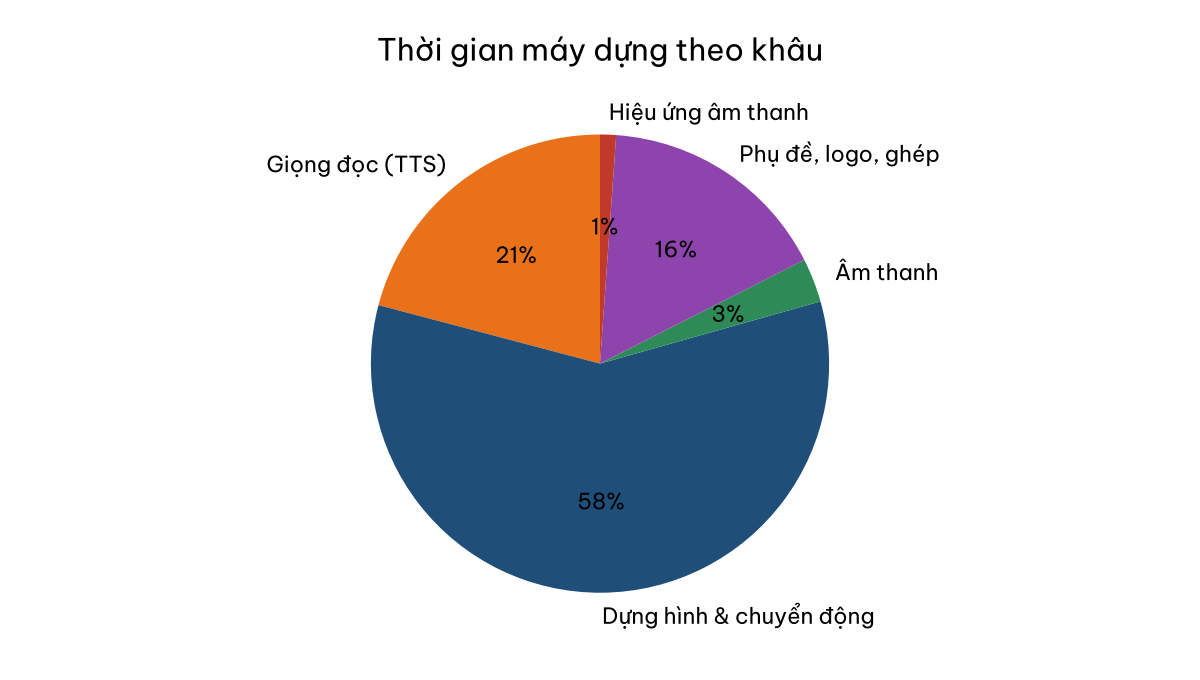 Thời gian máy dựng theo khâu
Hiệu ứng âm thanh
Phụ đề, logo, ghép
Giọng đọc (TTS)
1%
16%
21%
Âm thanh
3%
58%
Dựng hình & chuyển động